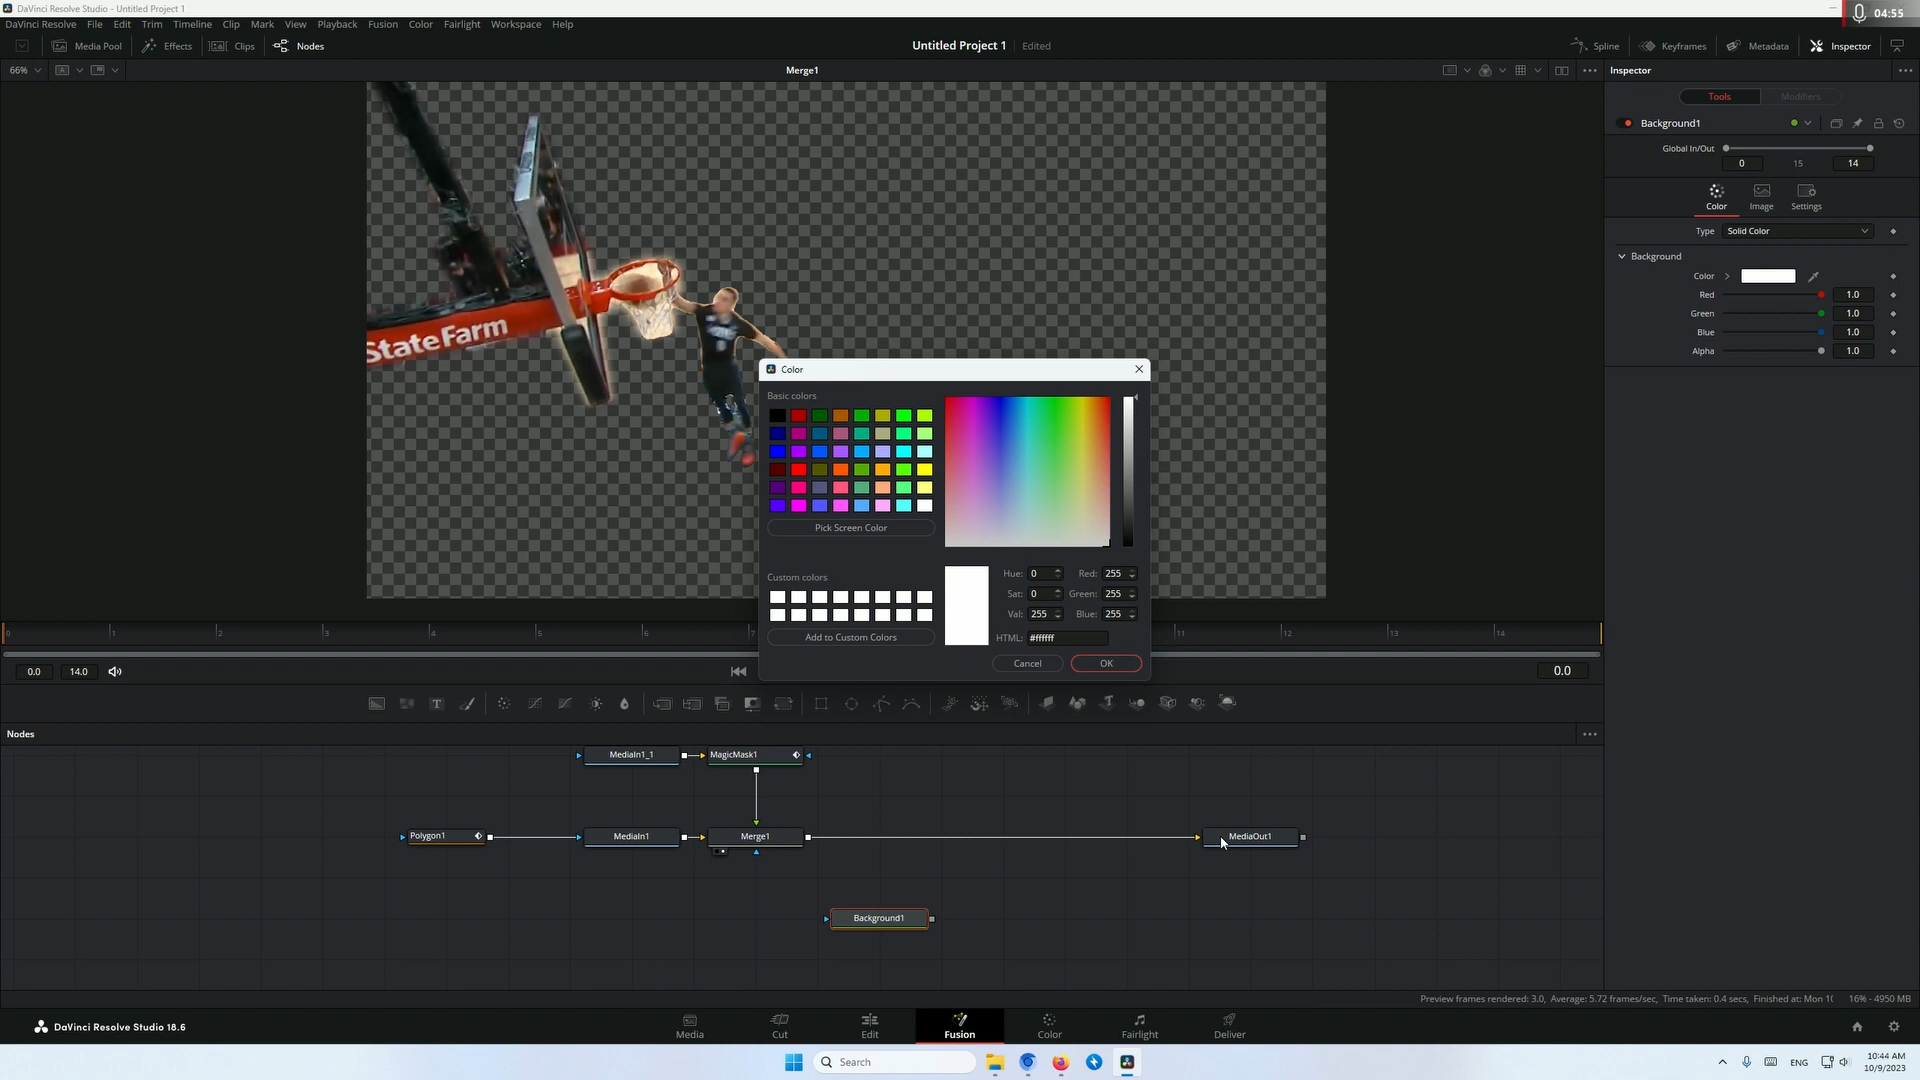 DaVinci Resolve Studio - Untitled Project 1
04:55
DaVinci Resolve File Edit Trim Timeline Clip Mark View Playback Fusion Color Fairlight Workspace Help
Media Pool Effects Clips Nodes Untitled Project 1 Edited Spline Keyframes Metadata Inspector
66% A Merge1 Inspector
Tools Modifiers
Background1
Global In/Out
0 15 14
Color Image Settings
Type Solid Color
Background
Color
Red 1.0
Green 1.0
Blue 1.0
Alpha 1.0
StateFarm
Color
Basic colors
Pick Screen Color
Custom colors
Add to Custom Colors
Hue: 0 Red: 255
Sat: 0 Green: 255
Val: 255 Blue: 255
HTML: #ffffff
Cancel OK
0 1 2 3 4 5 6 7 11 12 13 14
0.0 14.0 0.0
Nodes
MediaIn1_1 MagicMask1
Polygon1 MediaIn1 Merge1 MediaOut1
Background1
Preview frames rendered: 3.0, Average: 5.72 frames/sec, Time taken: 0.4 secs, Finished at: Mon 16% - 4950 MB
DaVinci Resolve Studio 18.6
Media Cut Edit Fusion Color Fairlight Deliver
Search
ENG
10:44 AM
10/9/2023